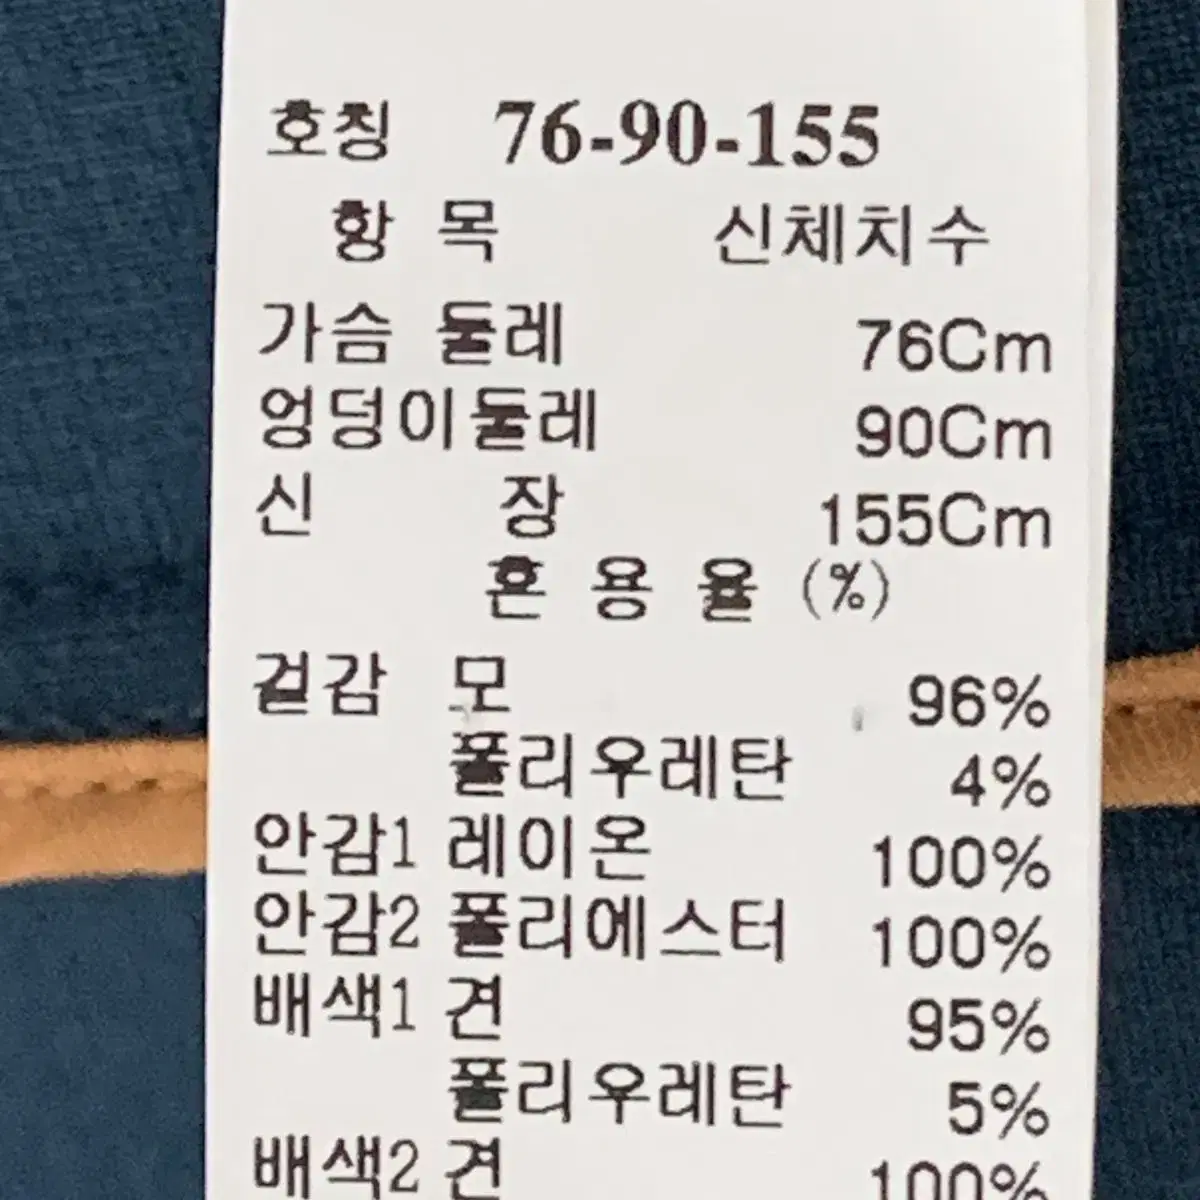 호칭 76-90-155
항 목 신체치수
가슴 둘레 76Cm
엉덩이둘레 90Cm
신 장 155Cm
혼 용 율 (%)
겉감 모 96%
폴리우레탄 4%
안감1 레이온 100%
안감2 폴리에스터 100%
배색1 견 95%
폴리우레탄 5%
배색2 견 100%